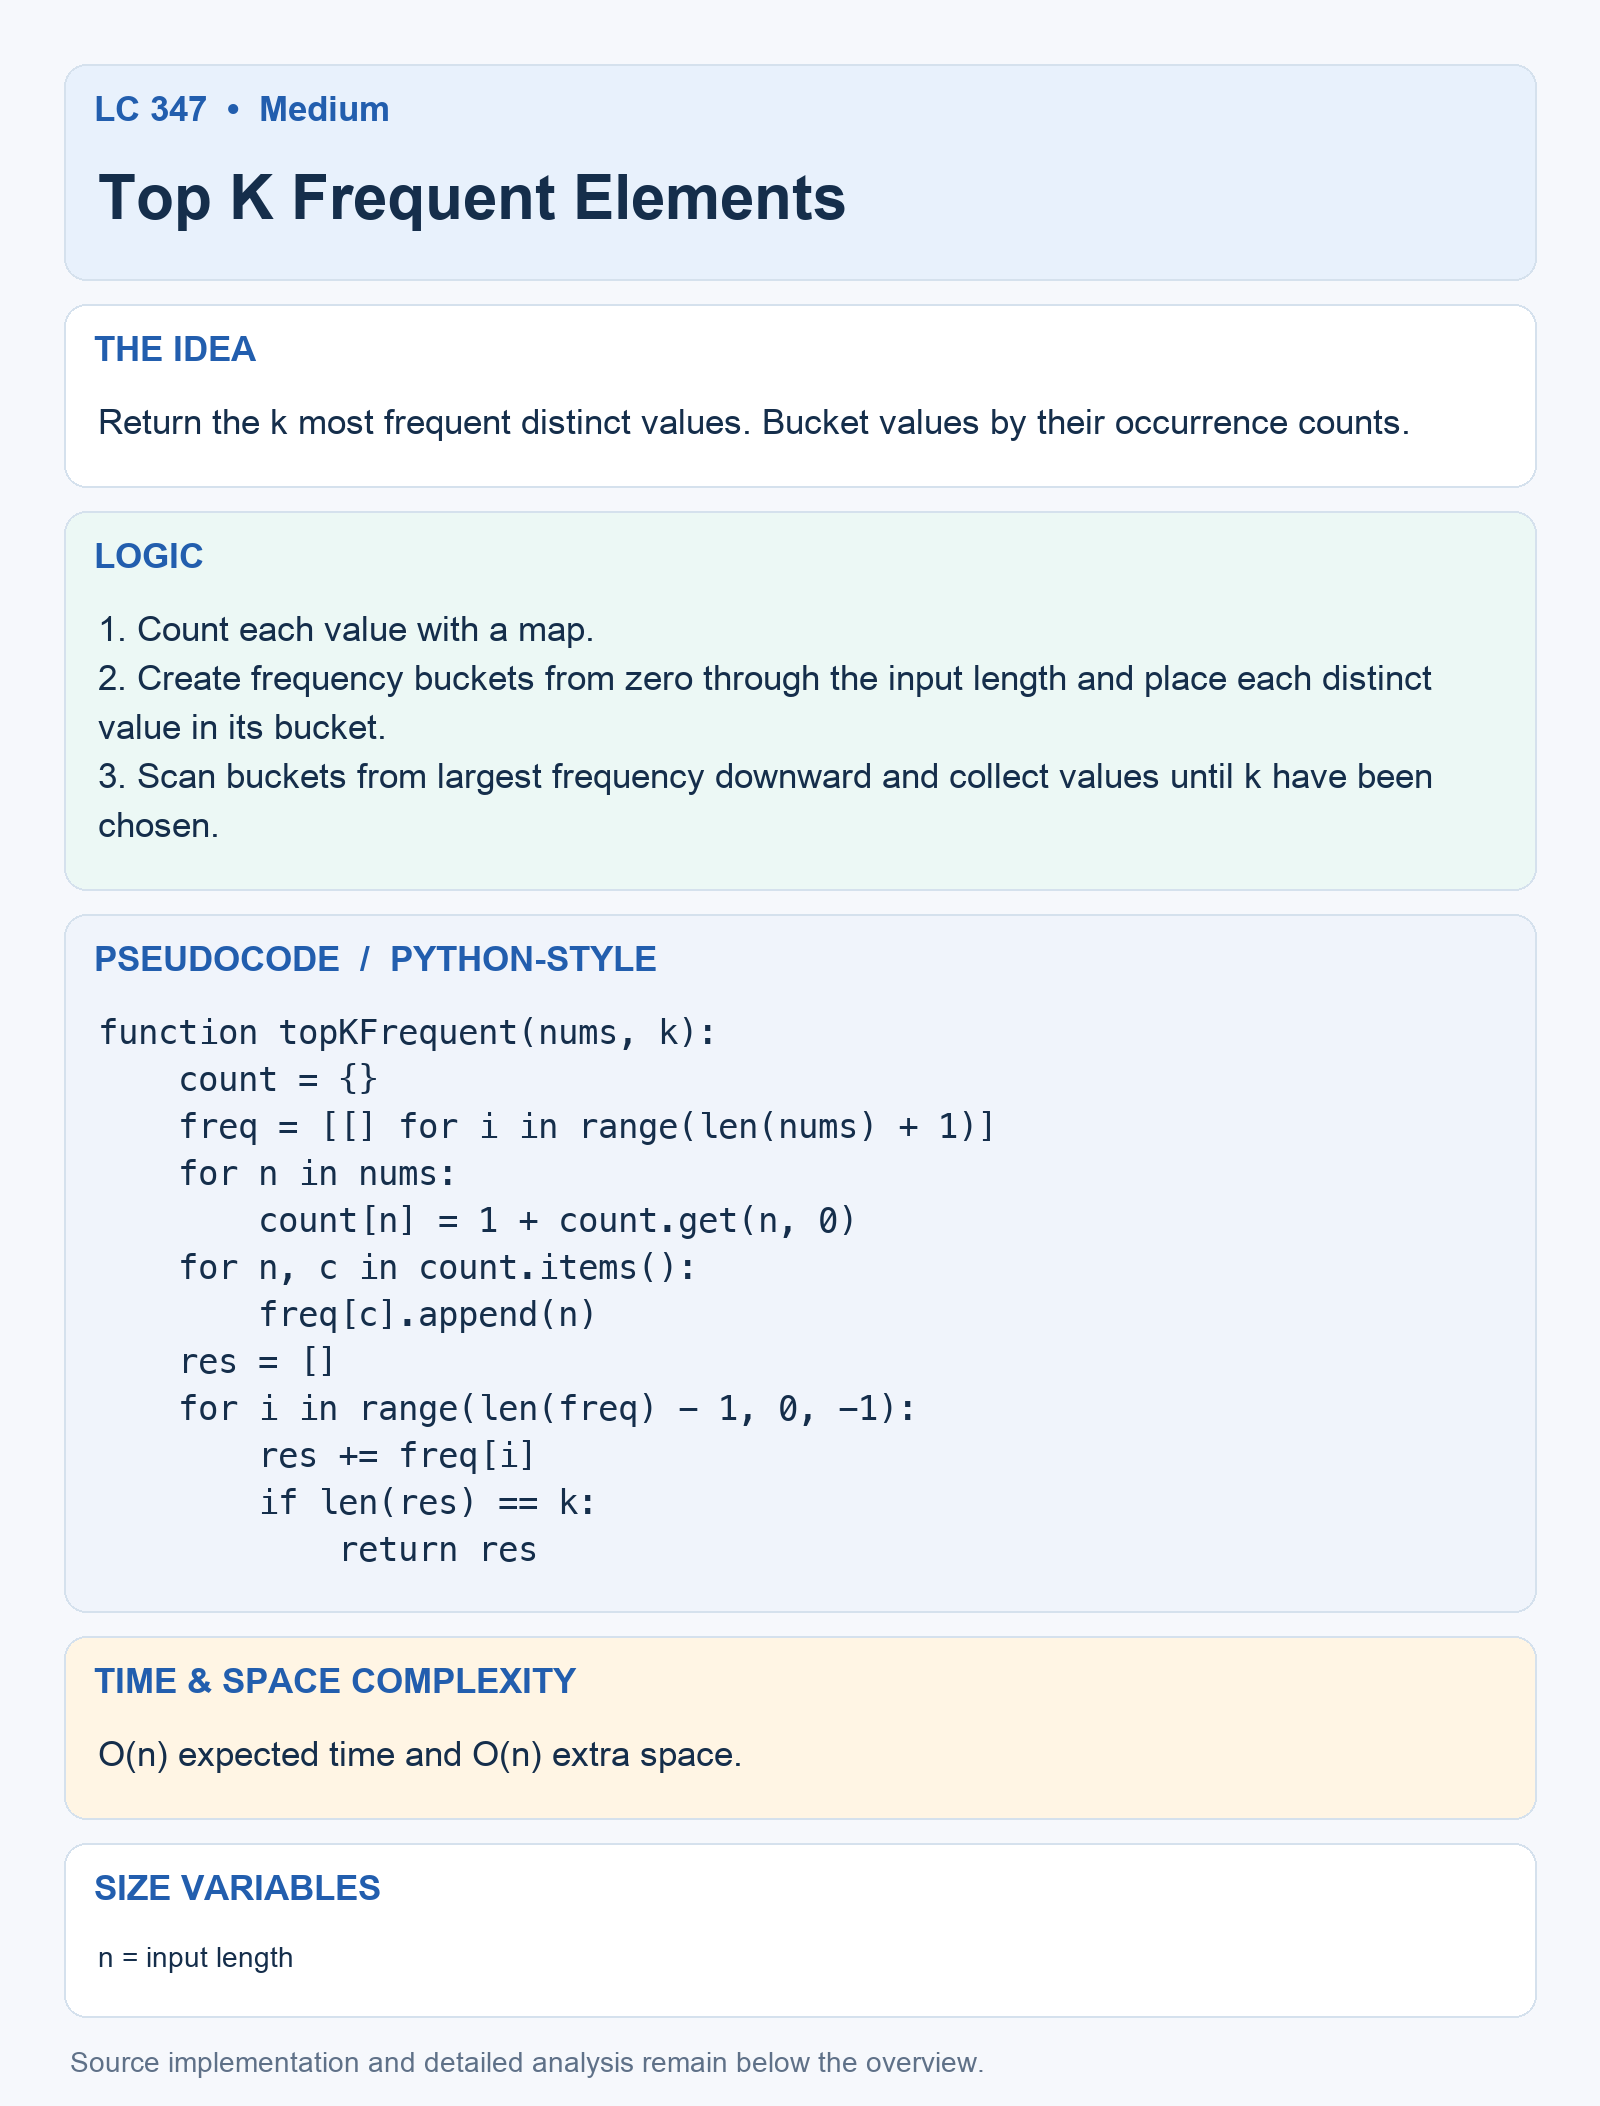 LC 347 • Medium
Top K Frequent Elements
THE IDEA
Return the k most frequent distinct values. Bucket values by their occurrence counts.
LOGIC
1. Count each value with a map.
2. Create frequency buckets from zero through the input length and place each distinct
value in its bucket.
3. Scan buckets from largest frequency downward and collect values until k have been
chosen.
PSEUDOCODE / PYTHON-STYLE
function topKFrequent(nums, k):
    count = {}
    freq = [[] for i in range(len(nums) + 1)]
    for n in nums:
        count[n] = 1 + count.get(n, 0)
    for n, c in count.items():
        freq[c].append(n)
    res = []
    for i in range(len(freq) − 1, 0, −1):
        res += freq[i]
        if len(res) == k:
            return res
TIME & SPACE COMPLEXITY
O(n) expected time and O(n) extra space.
SIZE VARIABLES
n = input length
Source implementation and detailed analysis remain below the overview.